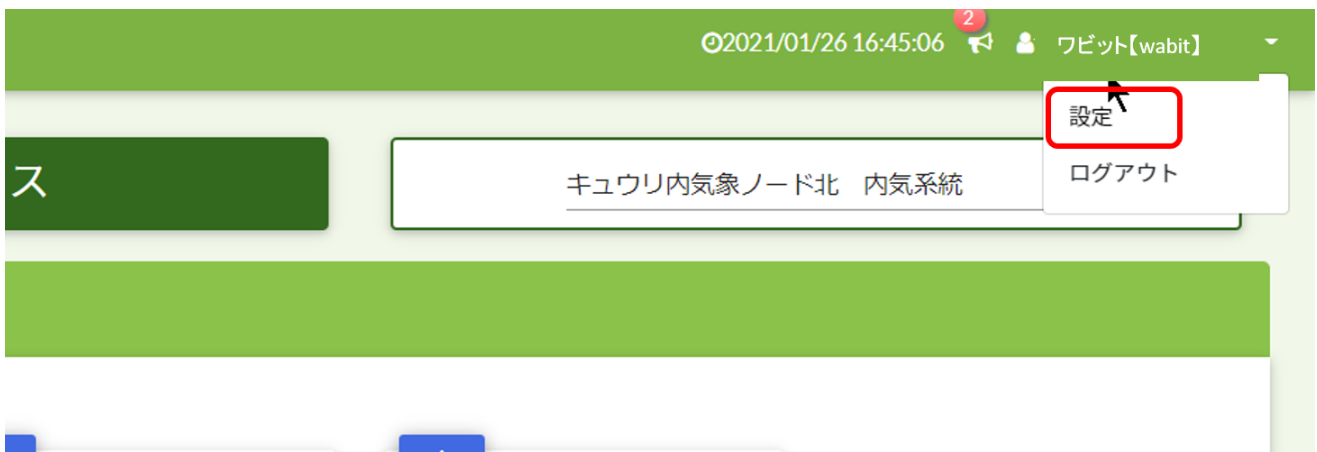 2
2021/01/26 16:45:06 ワビット【wabit】
設定
ログアウト
ス
キュウリ内気象ノード北 内気系統